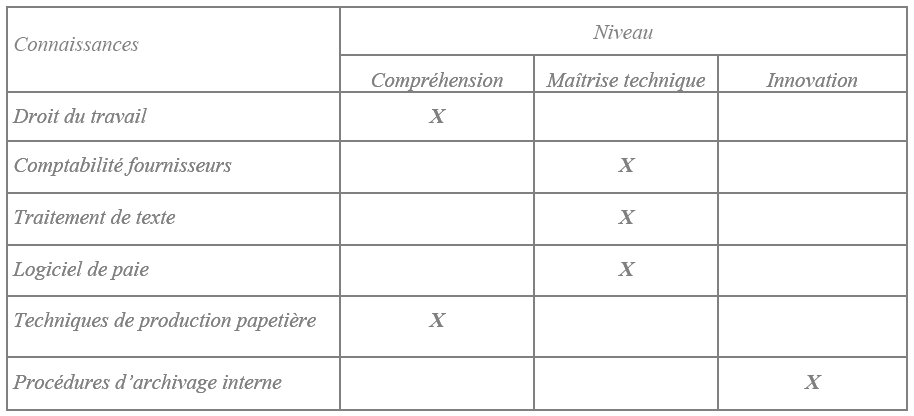 Connaissances
Niveau
Compréhension Maîtrise technique Innovation
Droit du travail X
Comptabilité fournisseurs X
Traitement de texte X
Logiciel de paie X
Techniques de production papetière X
Procédures d’archivage interne X